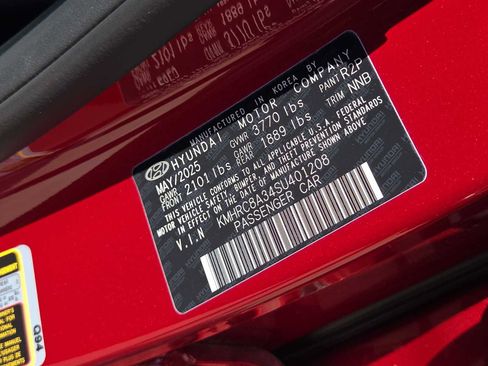 MANUFACTURED IN KOREA BY
HYUNDAI MOTOR COMPANY
MAY/2025 GVWR 3770 lbs PAINT R2P
GAWR FRONT 2101 lbs GAWR REAR 1889 lbs TRIM NNB
THIS VEHICLE CONFORMS TO ALL APPLICABLE U.S.A. FEDERAL
MOTOR VEHICLE SAFETY, BUMPER, AND THEFT PREVENTION STANDARDS
IN EFFECT ON THE DATE OF MANUFACTURE SHOWN ABOVE
V.I.N KMHRC8A34SU401208
PASSENGER CAR
Q94